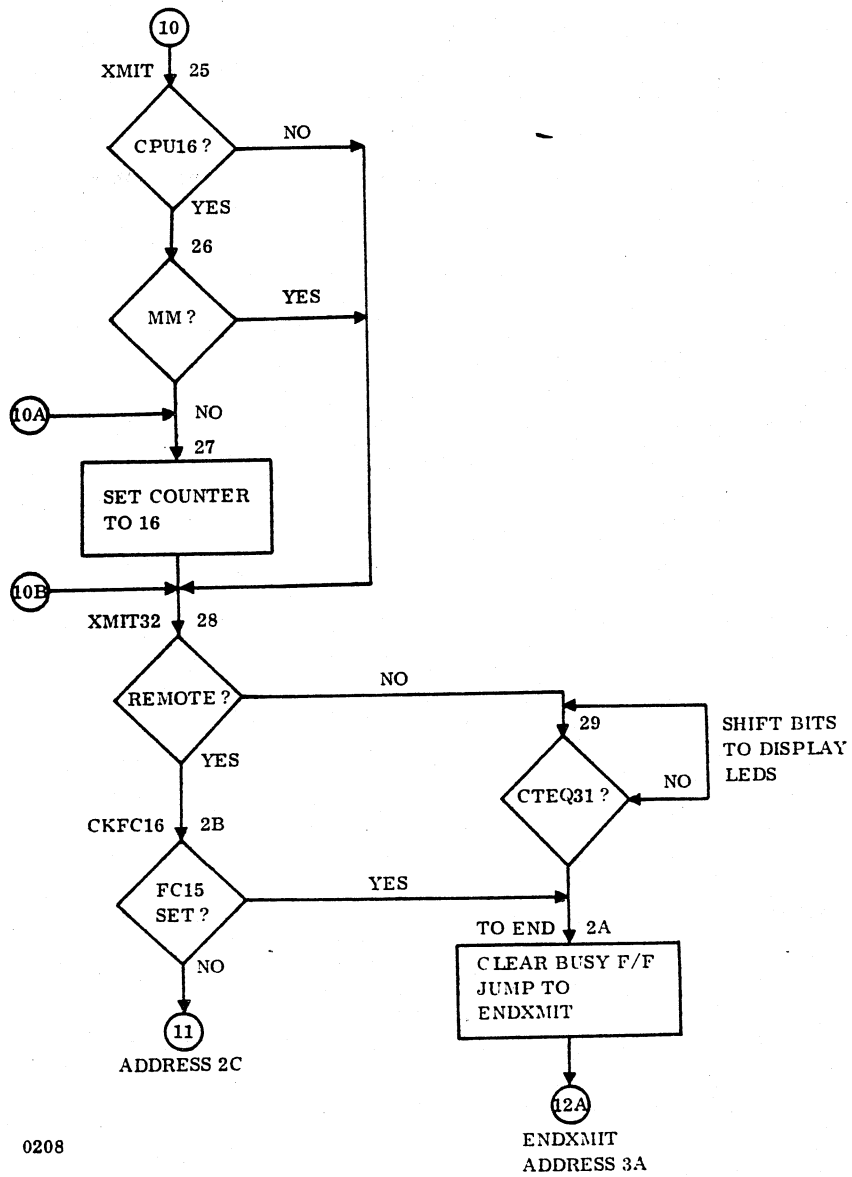 10
XMIT 25
CPU16 ?
NO
YES
26
MM ?
YES
10A
NO
27
SET COUNTER
TO 16
10B
XMIT32 28
REMOTE ?
NO
29
SHIFT BITS
TO DISPLAY
LEDS
CTEQ31 ?
NO
YES
CKFC16 2B
FC15
SET ?
YES
TO END 2A
CLEAR BUSY F/F
JUMP TO
ENDXMIT
NO
11
ADDRESS 2C
12A
ENDXMIT
ADDRESS 3A
0208